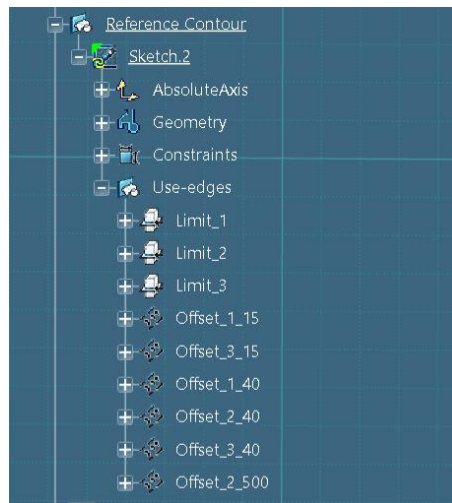 Reference Contour
Sketch.2
AbsoluteAxis
Geometry
Constraints
Use-edges
Limit_1
Limit_2
Limit_3
Offset_1_15
Offset_3_15
Offset_1_40
Offset_2_40
Offset_3_40
Offset_2_500